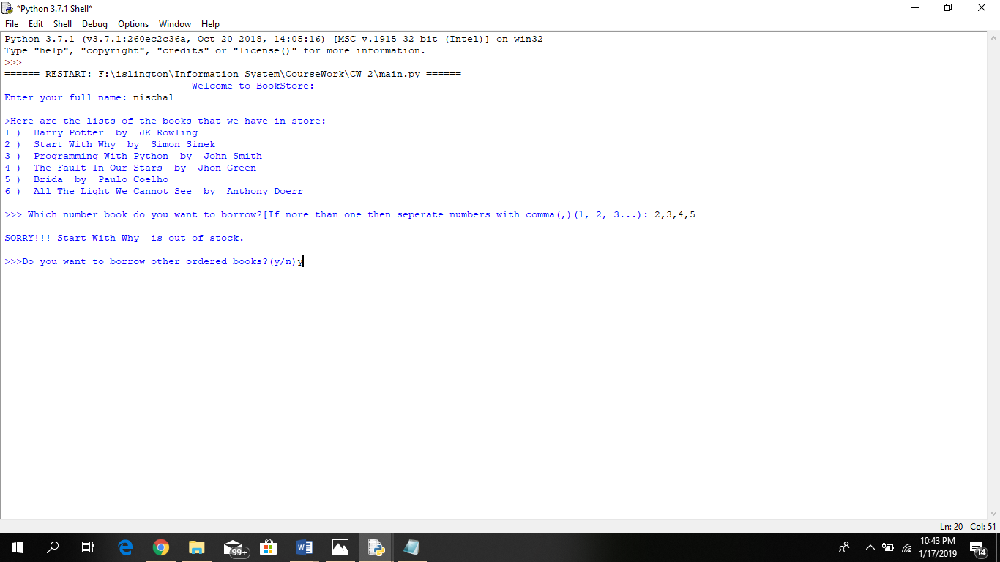 *Python 3.7.1 Shell*
File Edit Shell Debug Options Window Help
Python 3.7.1 (v3.7.1:260ec2c36a, Oct 20 2018, 14:05:16) [MSC v.1915 32 bit (Intel)] on win32
Type "help", "copyright", "credits" or "license()" for more information.
>>>
====== RESTART: F:\islington\Information System\CourseWork\CW 2\main.py ======
Welcome to BookStore:
Enter your full name: nischal
>Here are the lists of the books that we have in store:
1 )  Harry Potter  by  JK Rowling
2 )  Start With Why  by  Simon Sinek
3 )  Programming With Python  by  John Smith
4 )  The Fault In Our Stars  by  Jhon Green
5 )  Brida  by  Paulo Coelho
6 )  All The Light We Cannot See  by  Anthony Doerr
>>> Which number book do you want to borrow?[If nore than one then seperate numbers with comma(,)(1, 2, 3...): 2,3,4,5
SORRY!!! Start With Why  is out of stock.
>>>Do you want to borrow other ordered books?(y/n)y
Ln: 20 Col: 51
99+
10:43 PM
1/17/2019
14